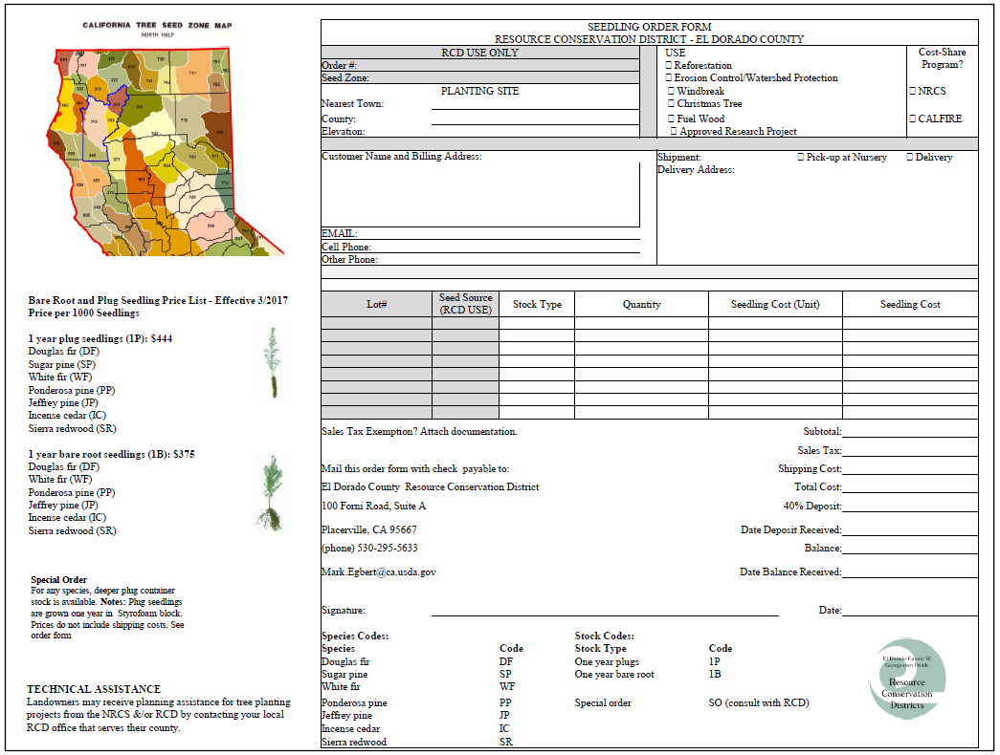 CALIFORNIA TREE SEED ZONE MAP
NORTH HALF
Bare Root and Plug Seedling Price List - Effective 3/2017
Price per 1000 Seedlings
1 year plug seedlings (1P): $444
Douglas fir (DF)
Sugar pine (SP)
White fir (WF)
Ponderosa pine (PP)
Jeffrey pine (JP)
Incense cedar (IC)
Sierra redwood (SR)
1 year bare root seedlings (1B): $375
Douglas fir (DF)
White fir (WF)
Ponderosa pine (PP)
Jeffrey pine (JP)
Incense cedar (IC)
Sierra redwood (SR)
Special Order
For any species, deeper plug container
stock is available. Notes: Plug seedlings
are grown one year in Styrofoam block.
Prices do not include shipping costs. See
order form
TECHNICAL ASSISTANCE
Landowners may receive planning assistance for tree planting
projects from the NRCS &/or RCD by contacting your local
RCD office that serves their county.
SEEDLING ORDER FORM
RESOURCE CONSERVATION DISTRICT - EL DORADO COUNTY
RCD USE ONLY
Order #:
Seed Zone:
PLANTING SITE
Nearest Town:
County:
Elevation:
USE
□ Reforestation
□ Erosion Control/Watershed Protection
□ Windbreak
□ Christmas Tree
□ Fuel Wood
□ Approved Research Project
Cost-Share
Program?
□ NRCS
□ CALFIRE
Customer Name and Billing Address:
EMAIL:
Cell Phone:
Other Phone:
Shipment: □ Pick-up at Nursery □ Delivery
Delivery Address:
Lot# Seed Source (RCD USE) Stock Type Quantity Seedling Cost (Unit) Seedling Cost
Sales Tax Exemption? Attach documentation. Subtotal:
Sales Tax:
Mail this order form with check payable to: Shipping Cost:
El Dorado County Resource Conservation District Total Cost:
100 Forni Road, Suite A 40% Deposit:
Placerville, CA 95667 Date Deposit Received:
(phone) 530-295-5633 Balance:
Mark.Egbert@ca.usda.gov Date Balance Received:
Signature: Date:
Species Codes: Stock Codes:
Species Code Stock Type Code
Douglas fir DF One year plugs 1P
Sugar pine SP One year bare root 1B
White fir WF
Ponderosa pine PP Special order SO (consult with RCD)
Jeffrey pine JP
Incense cedar IC
Sierra redwood SR
El Dorado County
Georgetown Divide
Resource
Conservation
Districts